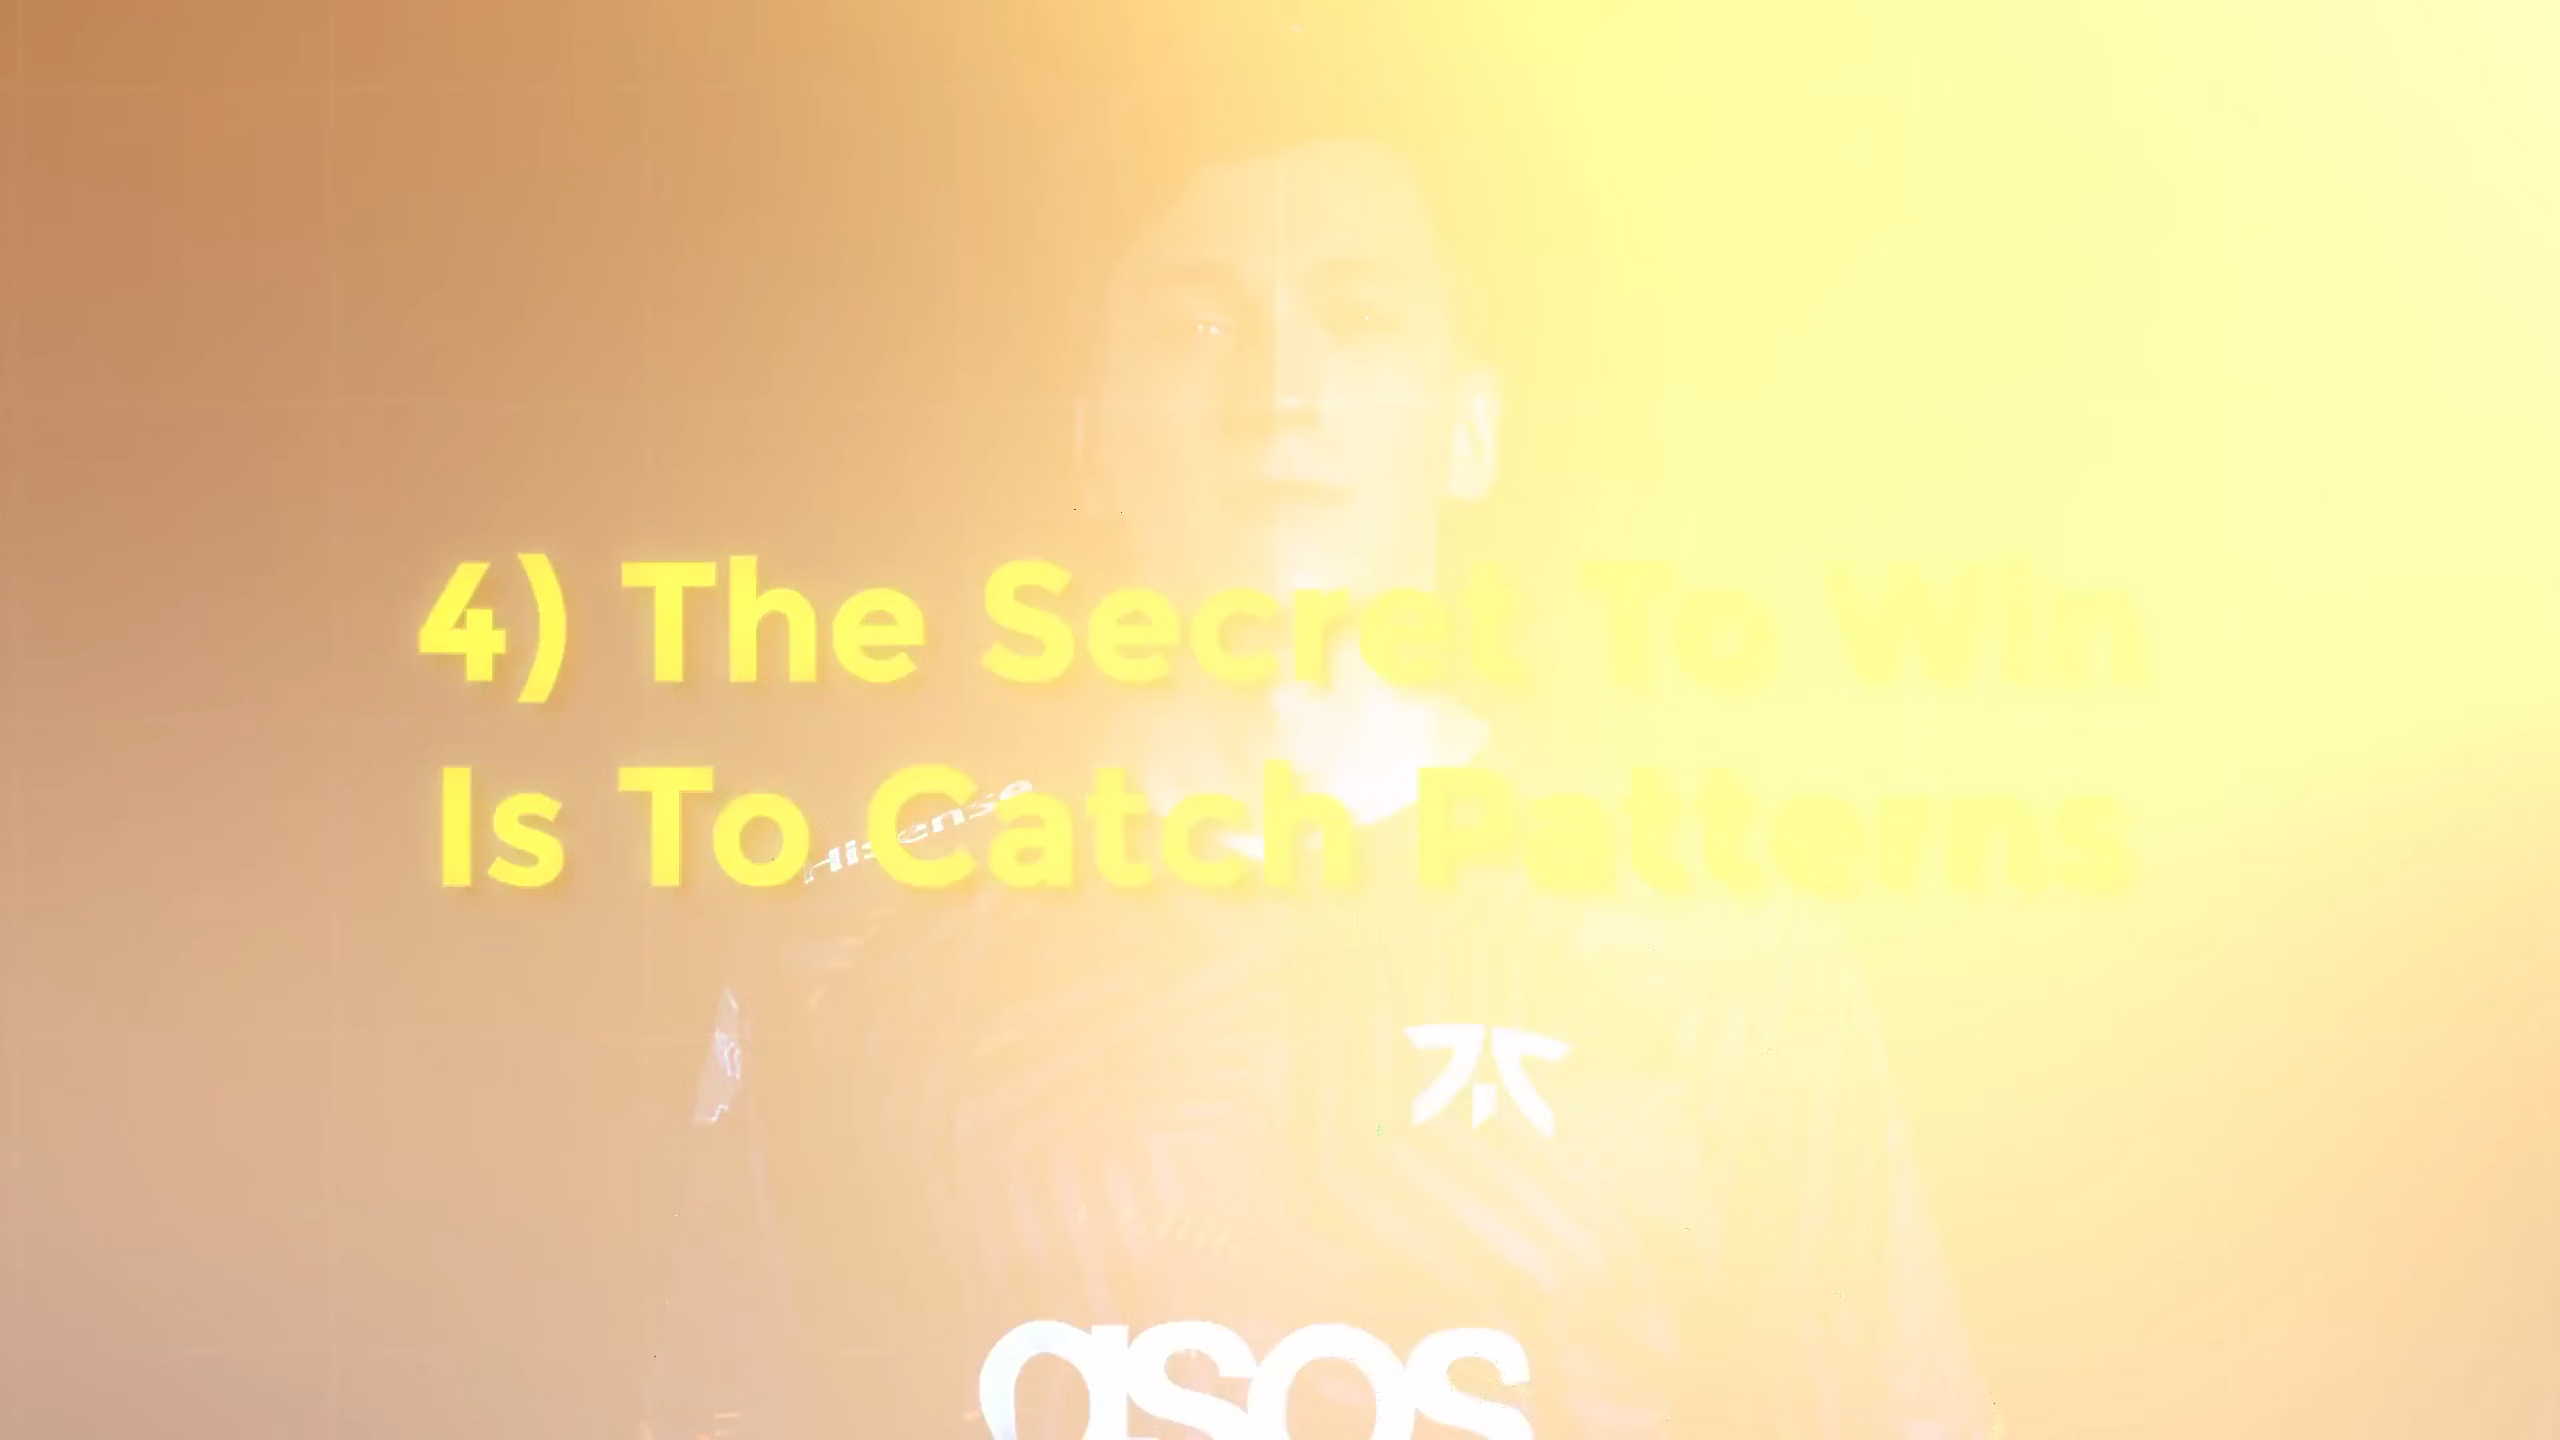 4) The Secret To Win
Is To Catch Patterns
Hisense
asos